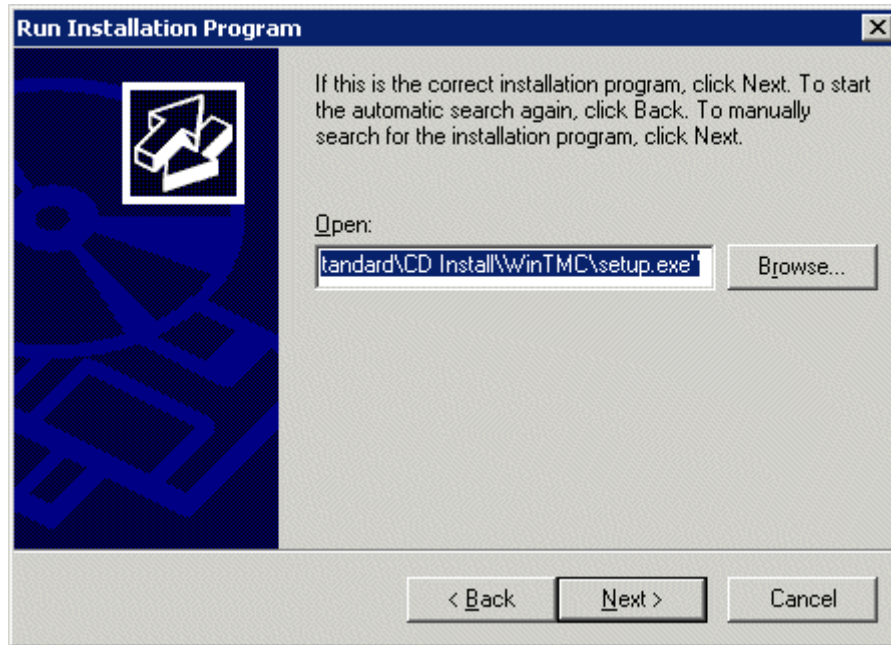 Run Installation Program
If this is the correct installation program, click Next. To start
the automatic search again, click Back. To manually
search for the installation program, click Next.
Open:
tandard\CD Install\WinTMC\setup.exe"
Browse...
< Back
Next >
Cancel